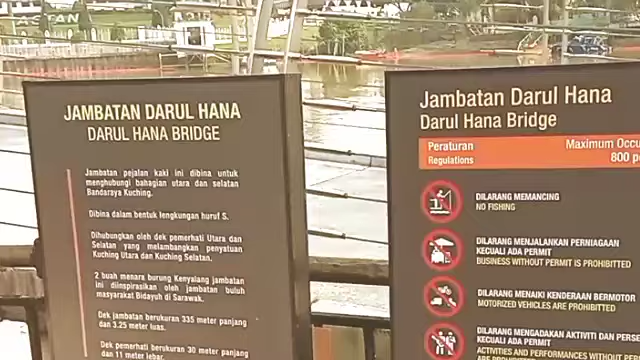 JAMBATAN DARUL HANA
DARUL HANA BRIDGE
Jambatan pejalan kaki ini dibina untuk
menghubungi bahagian utara dan selatan
Bandaraya Kuching.
Dibina dalam bentuk lengkungan huruf S.
Dihubungkan oleh dek pemerhati Utara dan
Selatan yang melambangkan penyatuan
Kuching Utara dan Kuching Selatan.
2 buah menara burung Kenyalang jambatan
ini diinspirasikan oleh jambatan buluh
masyarakat Bidayuh di Sarawak.
Dek jambatan berukuran 335 meter panjang
dan 3.25 meter luas.
Dek pemerhati berukuran 30 meter panjang
dan 11 meter lebar.
Jambatan Darul Hana
Darul Hana Bridge
Peraturan
Regulations
Maximum Occu
800 p
DILARANG MEMANCING
NO FISHING
DILARANG MENJALANKAN PERNIAGAAN
KECUALI ADA PERMIT
BUSINESS WITHOUT PERMIT IS PROHIBITED
DILARANG MENAIKI KENDERAAN BERMOTOR
MOTORIZED VEHICLES ARE PROHIBITED
DILARANG MENGADAKAN AKTIVITI DAN PERS
KECUALI ADA PERMIT
ACTIVITIES AND PERFORMANCES WITHOUT PER